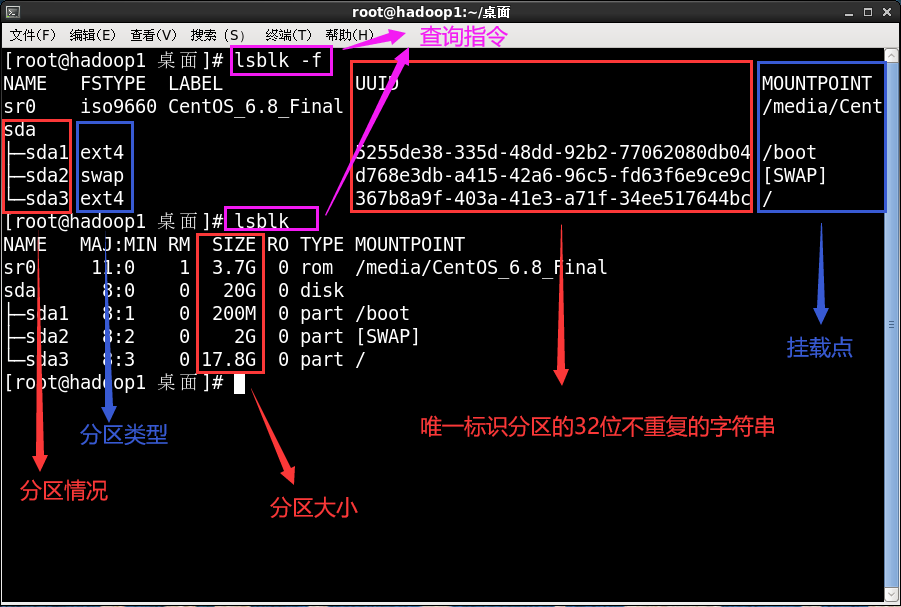 root@hadoop1:~/桌面
文件(F) 编辑(E) 查看(V) 搜索 (S) 终端(T) 帮助(H)
查询指令
[root@hadoop1 桌面]# lsblk -f
NAME   FSTYPE  LABEL             UUID                                 MOUNTPOINT
sr0    iso9660 CentOS_6.8_Final                                       /media/Cent
sda
├─sda1 ext4                      5255de38-335d-48dd-92b2-77062080db04 /boot
├─sda2 swap                      d768e3db-a415-42a6-96c5-fd63f6e9ce9c [SWAP]
└─sda3 ext4                      367b8a9f-403a-41e3-a71f-34ee517644bc /
[root@hadoop1 桌面]# lsblk
NAME   MAJ:MIN RM  SIZE RO TYPE MOUNTPOINT
sr0     11:0    1  3.7G  0 rom  /media/CentOS_6.8_Final
sda      8:0    0   20G  0 disk
├─sda1   8:1    0  200M  0 part /boot
├─sda2   8:2    0    2G  0 part [SWAP]
└─sda3   8:3    0 17.8G  0 part /
[root@hadoop1 桌面]#
挂载点
分区类型
唯一标识分区的32位不重复的字符串
分区情况
分区大小